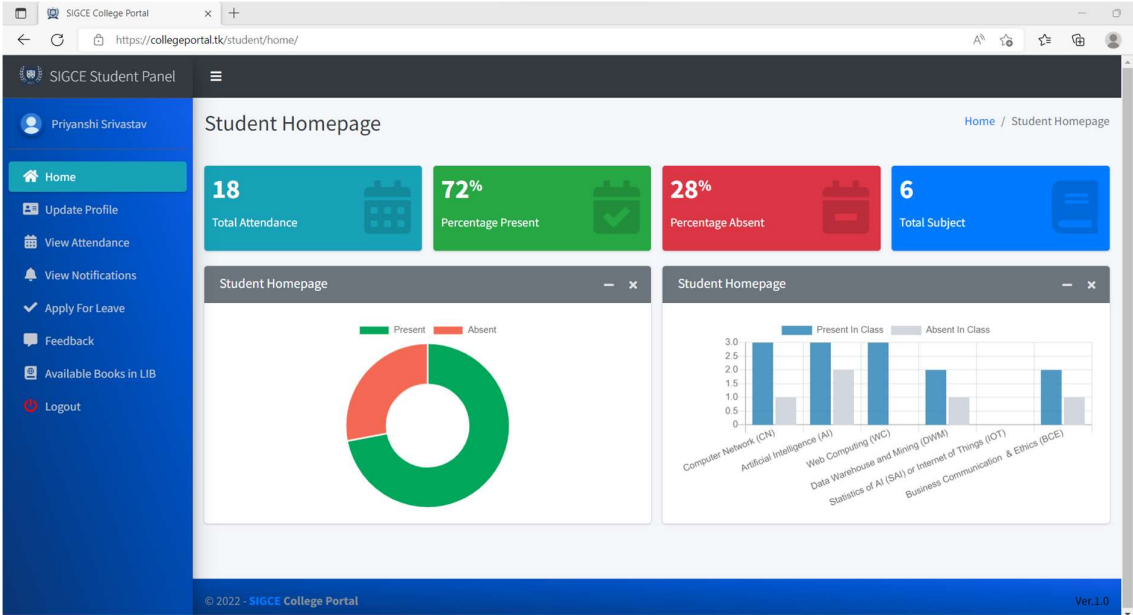 SIGCE College Portal
https://collegeportal.tk/student/home/
SIGCE Student Panel
Priyanshi Srivastav
Home
Update Profile
View Attendance
View Notifications
Apply For Leave
Feedback
Available Books in LIB
Logout
Student Homepage
Home / Student Homepage
18
Total Attendance
72%
Percentage Present
28%
Percentage Absent
6
Total Subject
Student Homepage
Present Absent
Student Homepage
Present In Class Absent In Class
3.0
2.5
2.0
1.5
1.0
0.5
0
Computer Network (CN)
Artificial Intelligence (AI)
Web Computing (WC)
Data Warehouse and Mining (DWM)
Statistics of AI (SAI) or Internet of Things (IOT)
Business Communication & Ethics (BCE)
© 2022 - SIGCE College Portal
Ver.1.0